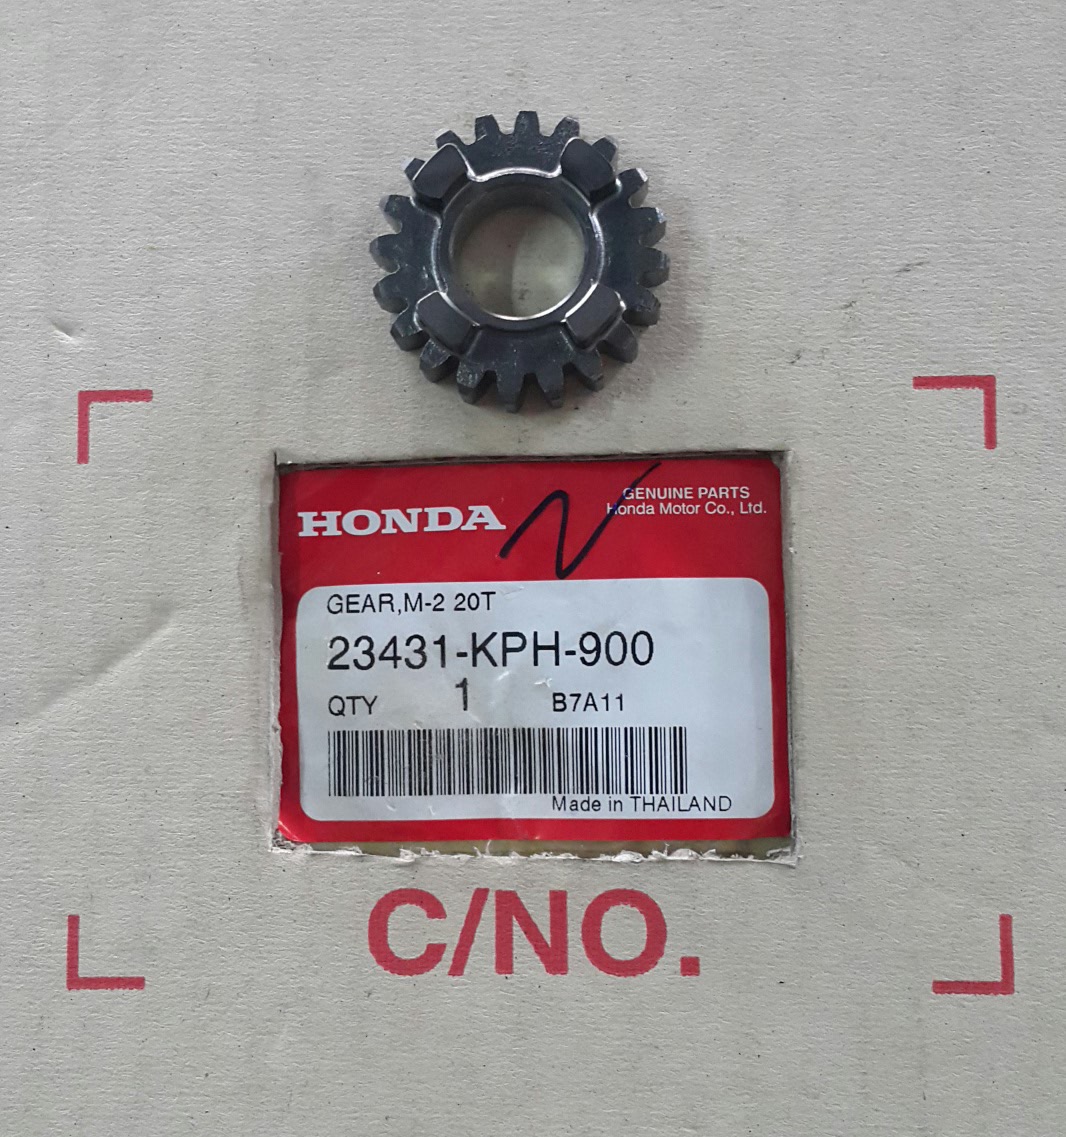 HONDA
GENUINE PARTS
Honda Motor Co., Ltd.
GEAR,M-2 20T
23431-KPH-900
QTY 1 B7A11
Made in THAILAND
C/NO.